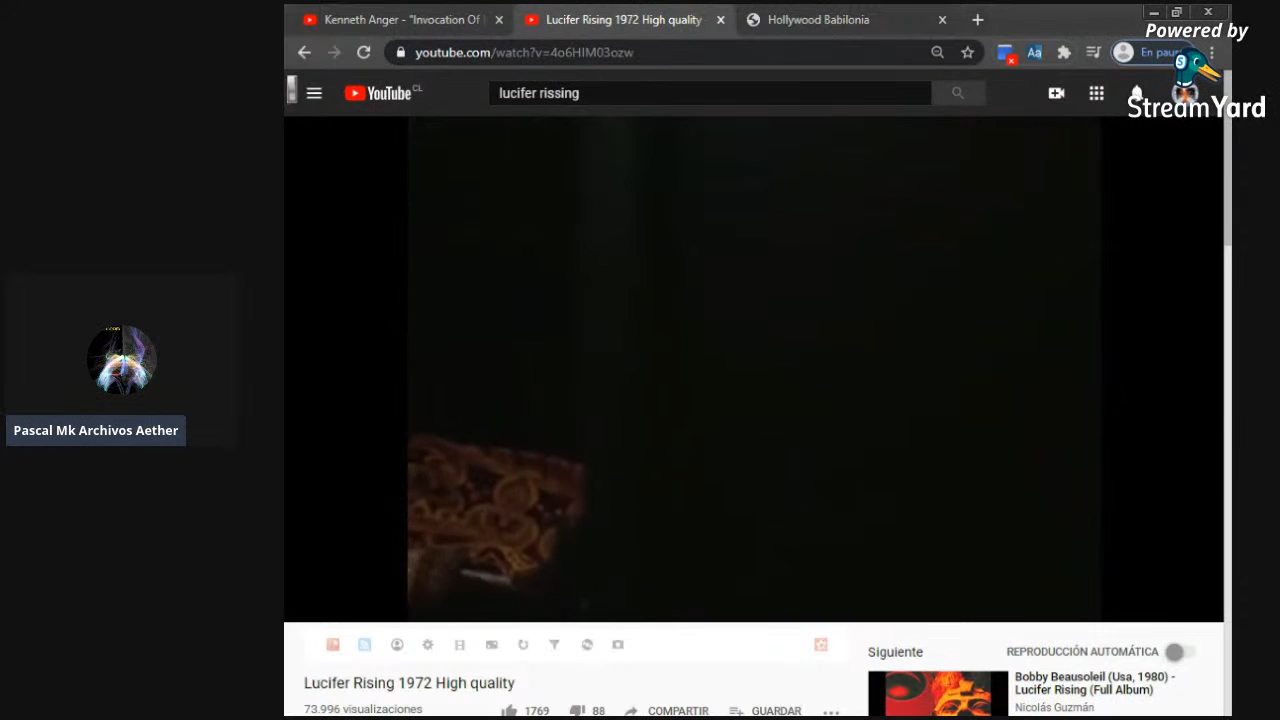 Kenneth Anger - "Invocation Of
Lucifer Rising 1972 High quality
Hollywood Babilonia
Powered by
youtube.com/watch?v=4o6HIM03ozw
En pau
YouTube CL
lucifer rissing
StreamYard
Pascal Mk Archivos Aether
Siguiente
REPRODUCCIÓN AUTOMÁTICA
Lucifer Rising 1972 High quality
Bobby Beausoleil (Usa, 1980) -
Lucifer Rising (Full Album)
Nicolás Guzmán
73.996 visualizaciones
1769
88
COMPARTIR
GUARDAR